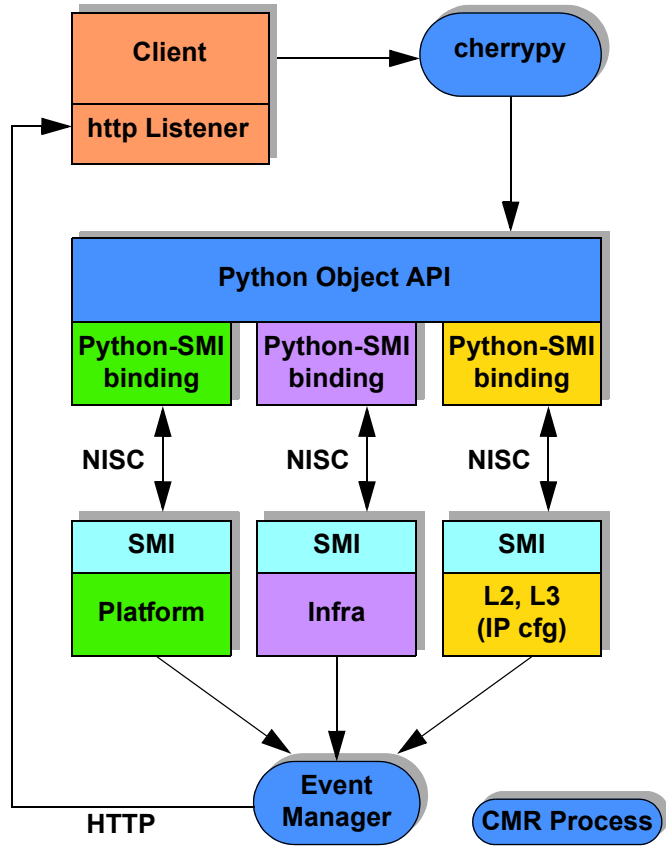 Client
cherrypy
http Listener
Python Object API
Python-SMI
binding
Python-SMI
binding
Python-SMI
binding
NISC
NISC
NISC
SMI
SMI
SMI
Platform
Infra
L2, L3
(IP cfg)
Event
Manager
HTTP
CMR Process